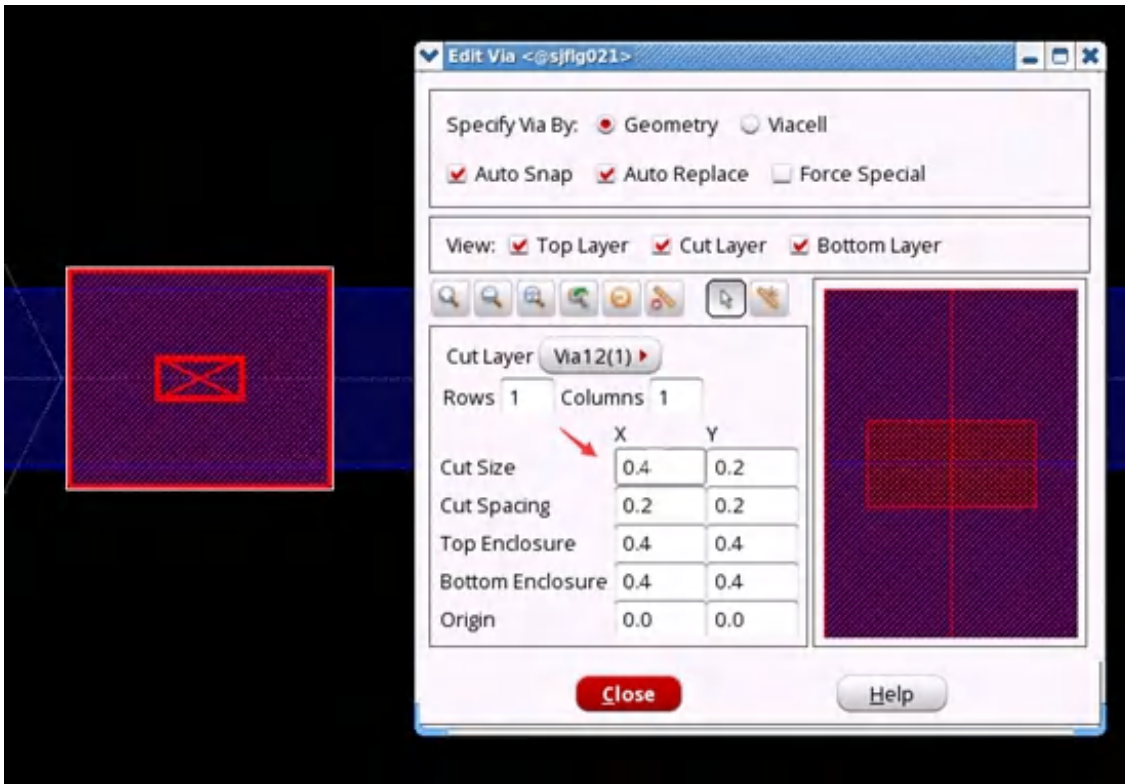 Edit Via <@sjflg021>
Specify Via By: Geometry Viacell
Auto Snap Auto Replace Force Special
View: Top Layer Cut Layer Bottom Layer
Cut Layer Via12(1)
Rows 1 Columns 1
X Y
Cut Size 0.4 0.2
Cut Spacing 0.2 0.2
Top Enclosure 0.4 0.4
Bottom Enclosure 0.4 0.4
Origin 0.0 0.0
Close Help